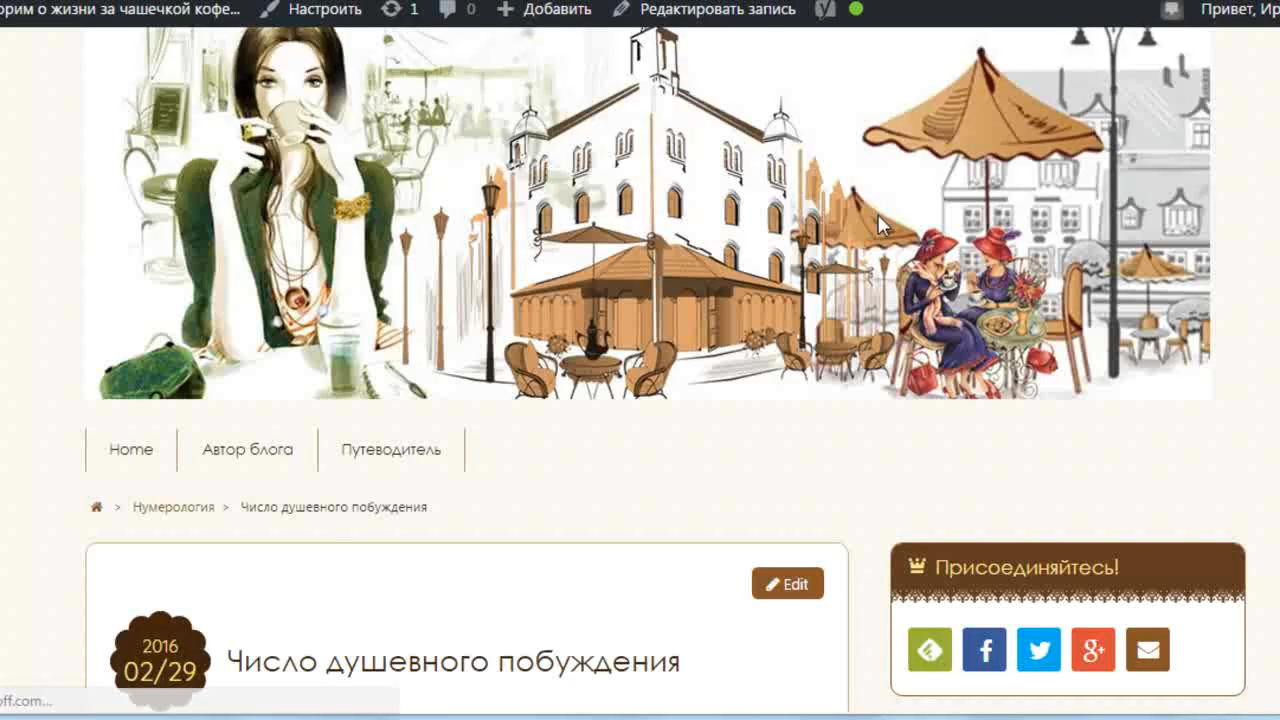 орим о жизни за чашечкой кофе... Настроить 1 0 Добавить Редактировать запись Привет, Ир
Home Автор блога Путеводитель
> Нумерология > Число душевного побуждения
Edit
Присоединяйтесь!
2016
02/29
Число душевного побуждения
off.com...